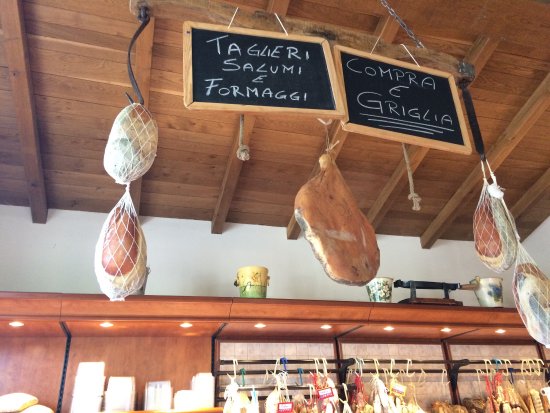 TAGLIERI
SALUMI
E
FORMAGGI
COMPRA
E
GRIGLIA